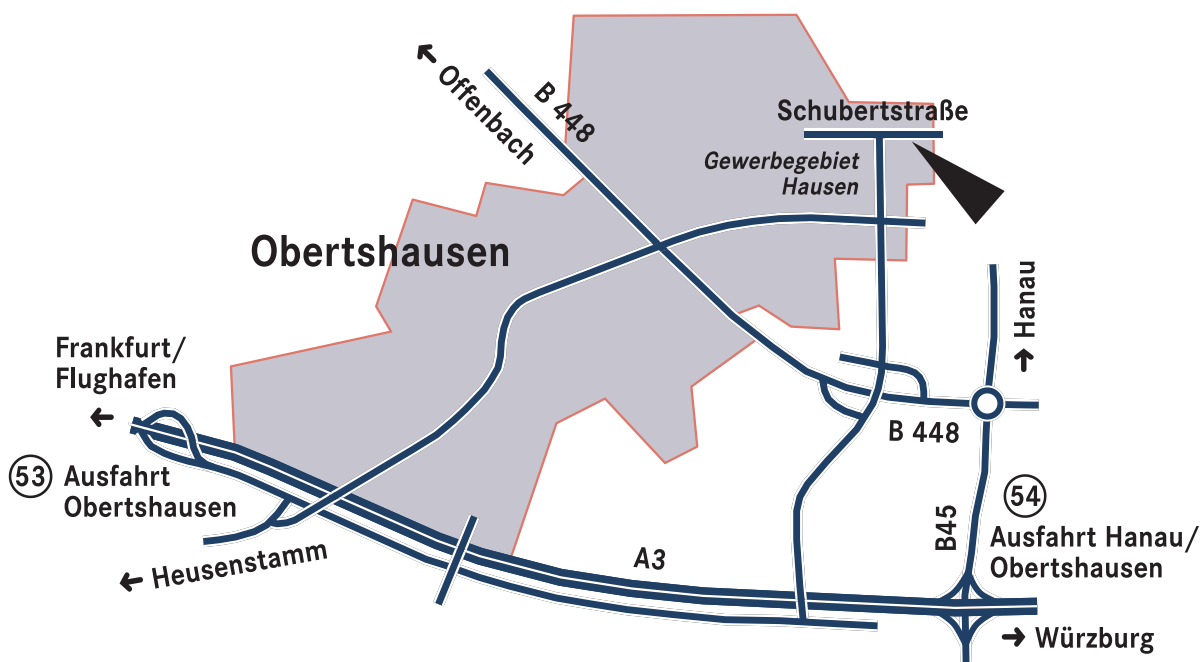 Offenbach
B 448
Schubertstraße
Gewerbegebiet
Hausen
Obertshausen
Hanau
Frankfurt/
Flughafen
B 448
53 Ausfahrt
Obertshausen
54
B45
Ausfahrt Hanau/
Obertshausen
A3
Heusenstamm
Würzburg